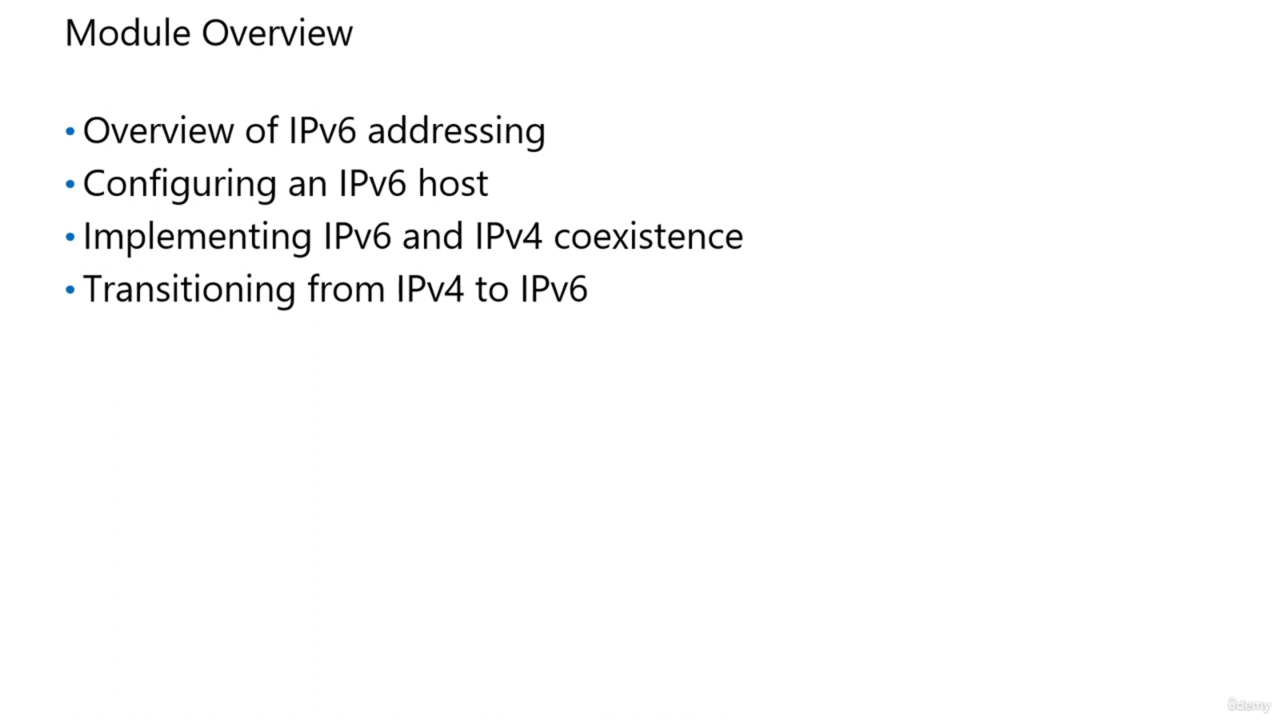 Module Overview
• Overview of IPv6 addressing
• Configuring an IPv6 host
• Implementing IPv6 and IPv4 coexistence
• Transitioning from IPv4 to IPv6
ûdemy